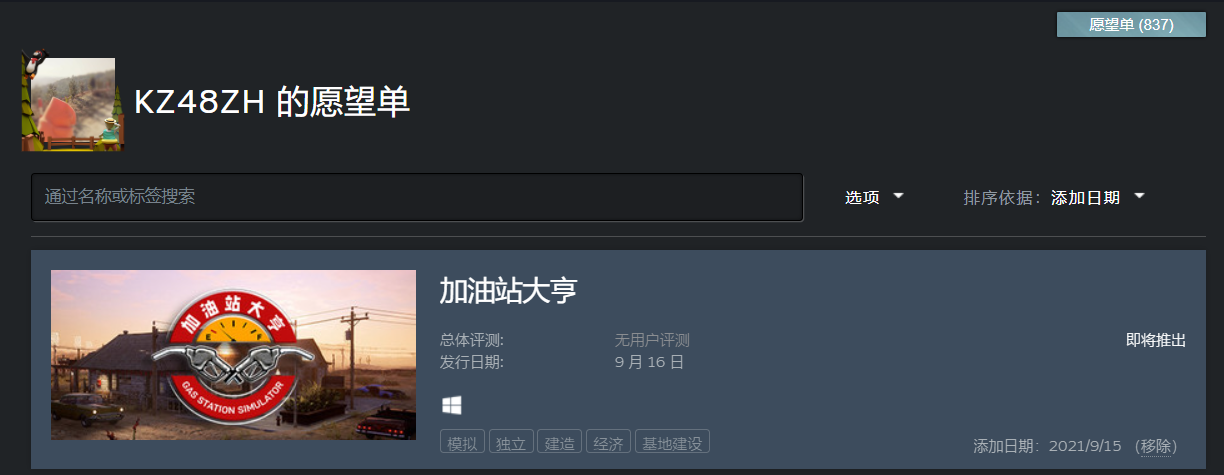 愿望单 (837)
KZ48ZH 的愿望单
通过名称或标签搜索
选项
排序依据： 添加日期
加油站大亨
GAS STATION SIMULATOR
加油站大亨
总体评测: 无用户评测
即将推出
发行日期: 9 月 16 日
模拟 独立 建造 经济 基地建设
添加日期： 2021/9/15 （移除）